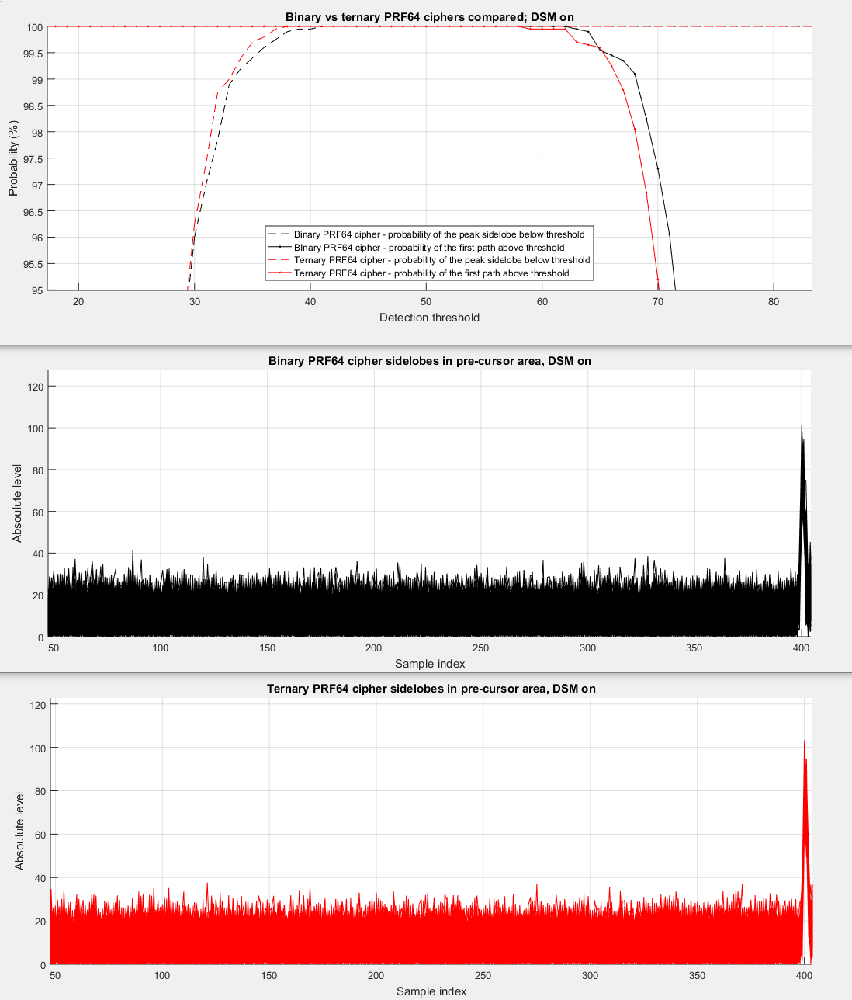 Binary vs ternary PRF64 ciphers compared; DSM on
100
99.5
99
98.5
98
97.5
97
96.5
96
95.5
95
Probability (%)
Binary PRF64 cipher - probability of the peak sidelobe below threshold
BInary PRF64 cipher - probability of the first path above threshold
Ternary PRF64 cipher - probability of the peak sidelobe below threshold
Ternary PRF64 cipher - probability of the first path above threshold
20 30 40 50 60 70 80
Detection threshold
Binary PRF64 cipher sidelobes in pre-cursor area, DSM on
120
100
80
60
40
20
0
Absoulute level
50 100 150 200 250 300 350 400
Sample index
Ternary PRF64 cipher sidelobes in pre-cursor area, DSM on
120
100
80
60
40
20
0
Absoulute level
50 100 150 200 250 300 350 400
Sample index